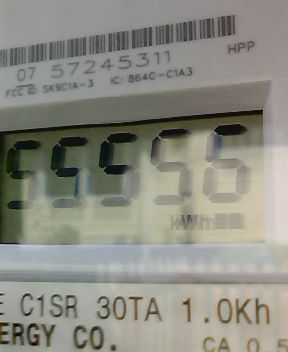 HPP
07 57245311
FCC ID: SK9C1A-3 IC: 864G-C1A3
55556
kWh
E C1SR 30TA 1.0Kh
ERGY CO.
CA 0.5